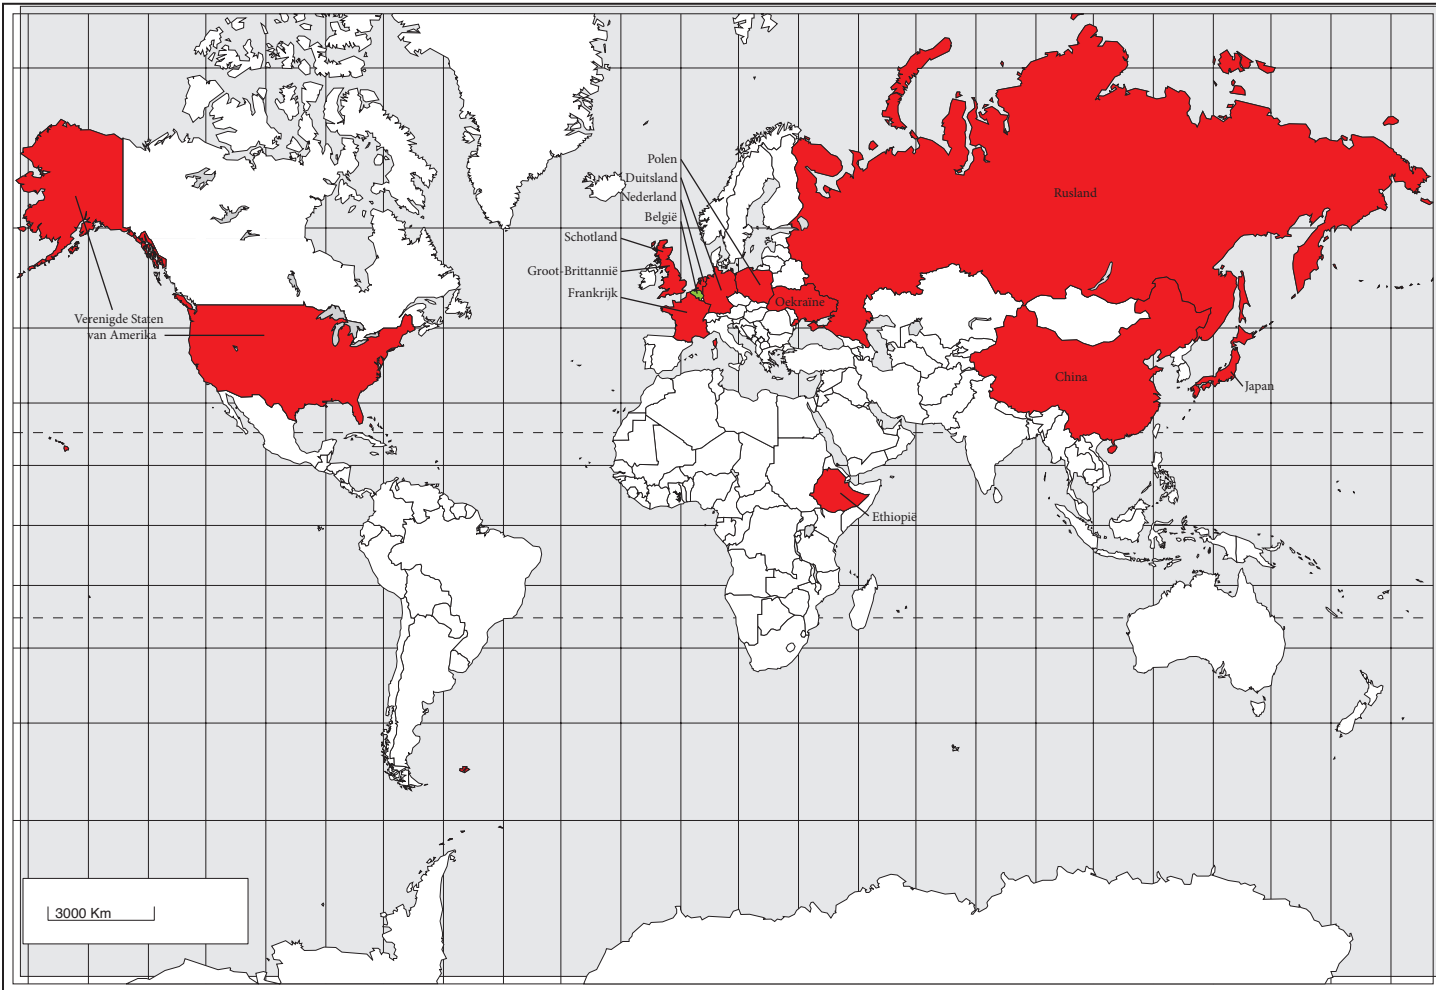 Polen
Duitsland
Nederland
België
Schotland
Groot-Brittannië
Frankrijk
Oekraïne
Rusland
Verenigde Staten
van Amerika
China
Japan
Ethiopië
3000 Km